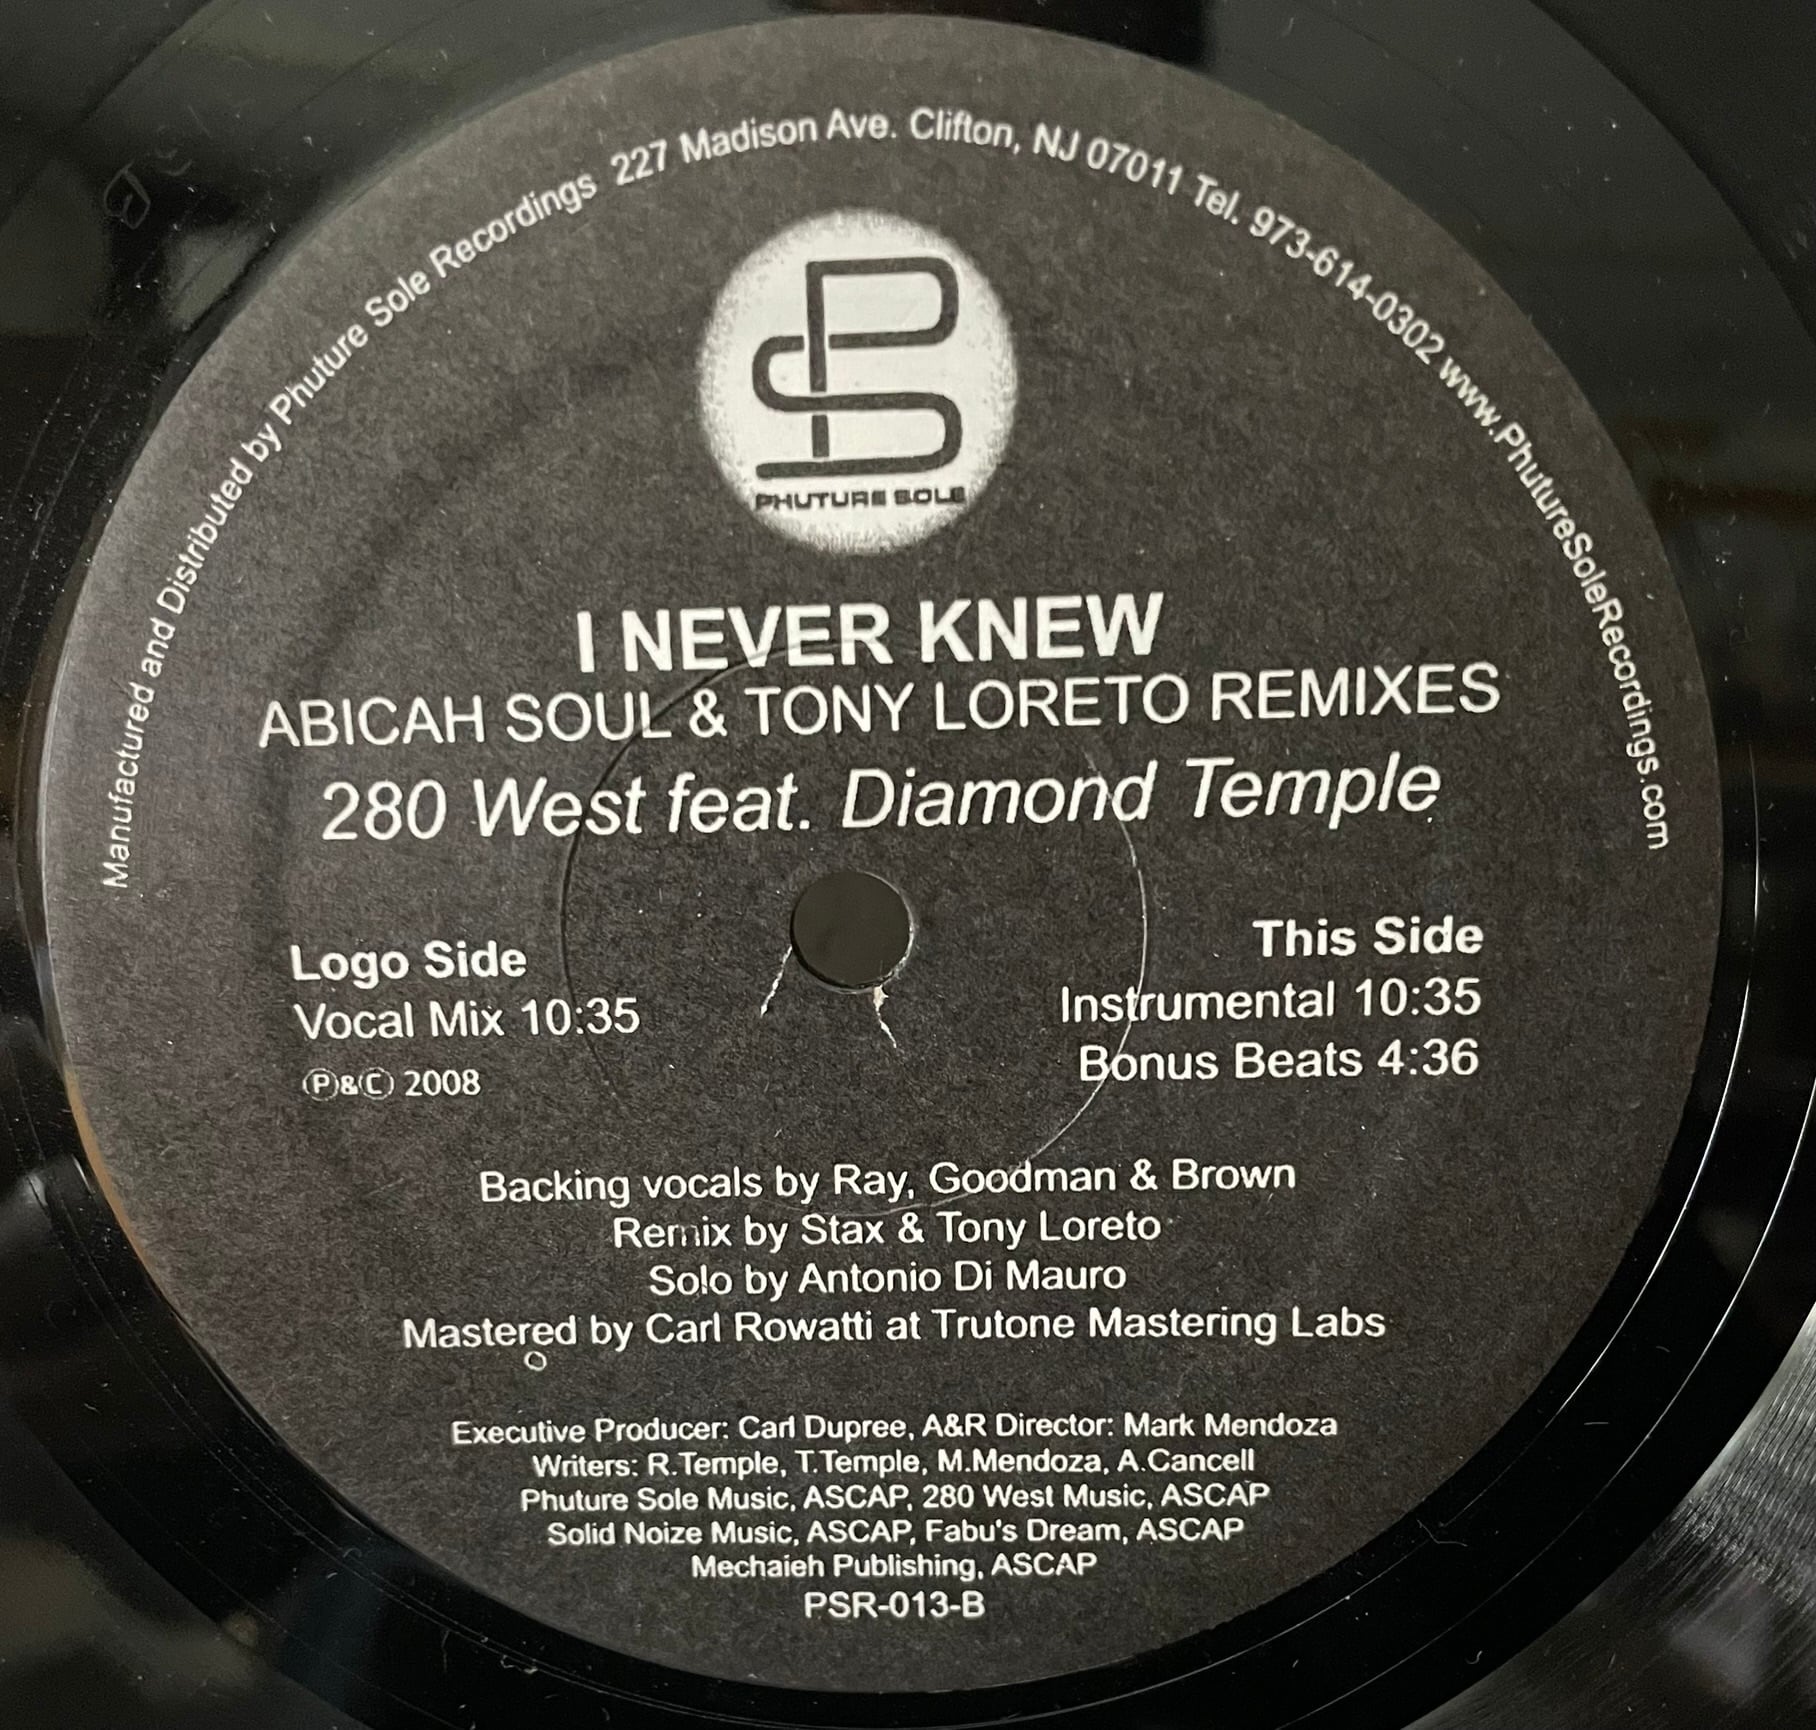 Manufactured and Distributed by Phuture Sole Recordings 227 Madison Ave. Clifton, NJ 07011 Tel. 973-614-0302 www.PhutureSoleRecordings.com
PS
PHUTURE SOLE
I NEVER KNEW
ABICAH SOUL & TONY LORETO REMIXES
280 West feat. Diamond Temple
Logo Side
Vocal Mix 10:35
Ⓟ&Ⓒ 2008
This Side
Instrumental 10:35
Bonus Beats 4:36
Backing vocals by Ray, Goodman & Brown
Remix by Stax & Tony Loreto
Solo by Antonio Di Mauro
Mastered by Carl Rowatti at Trutone Mastering Labs
Executive Producer: Carl Dupree, A&R Director: Mark Mendoza
Writers: R.Temple, T.Temple, M.Mendoza, A.Cancell
Phuture Sole Music, ASCAP, 280 West Music, ASCAP
Solid Noize Music, ASCAP, Fabu's Dream, ASCAP
Mechaieh Publishing, ASCAP
PSR-013-B